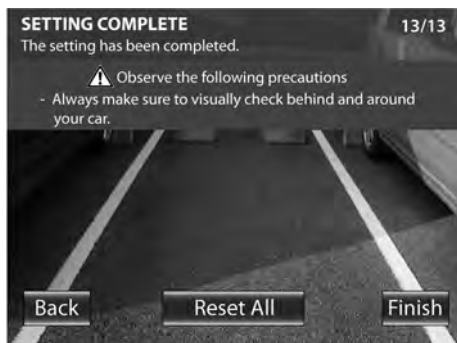 SETTING COMPLETE 13/13
The setting has been completed.
Observe the following precautions
- Always make sure to visually check behind and around
your car.
Back Reset All Finish